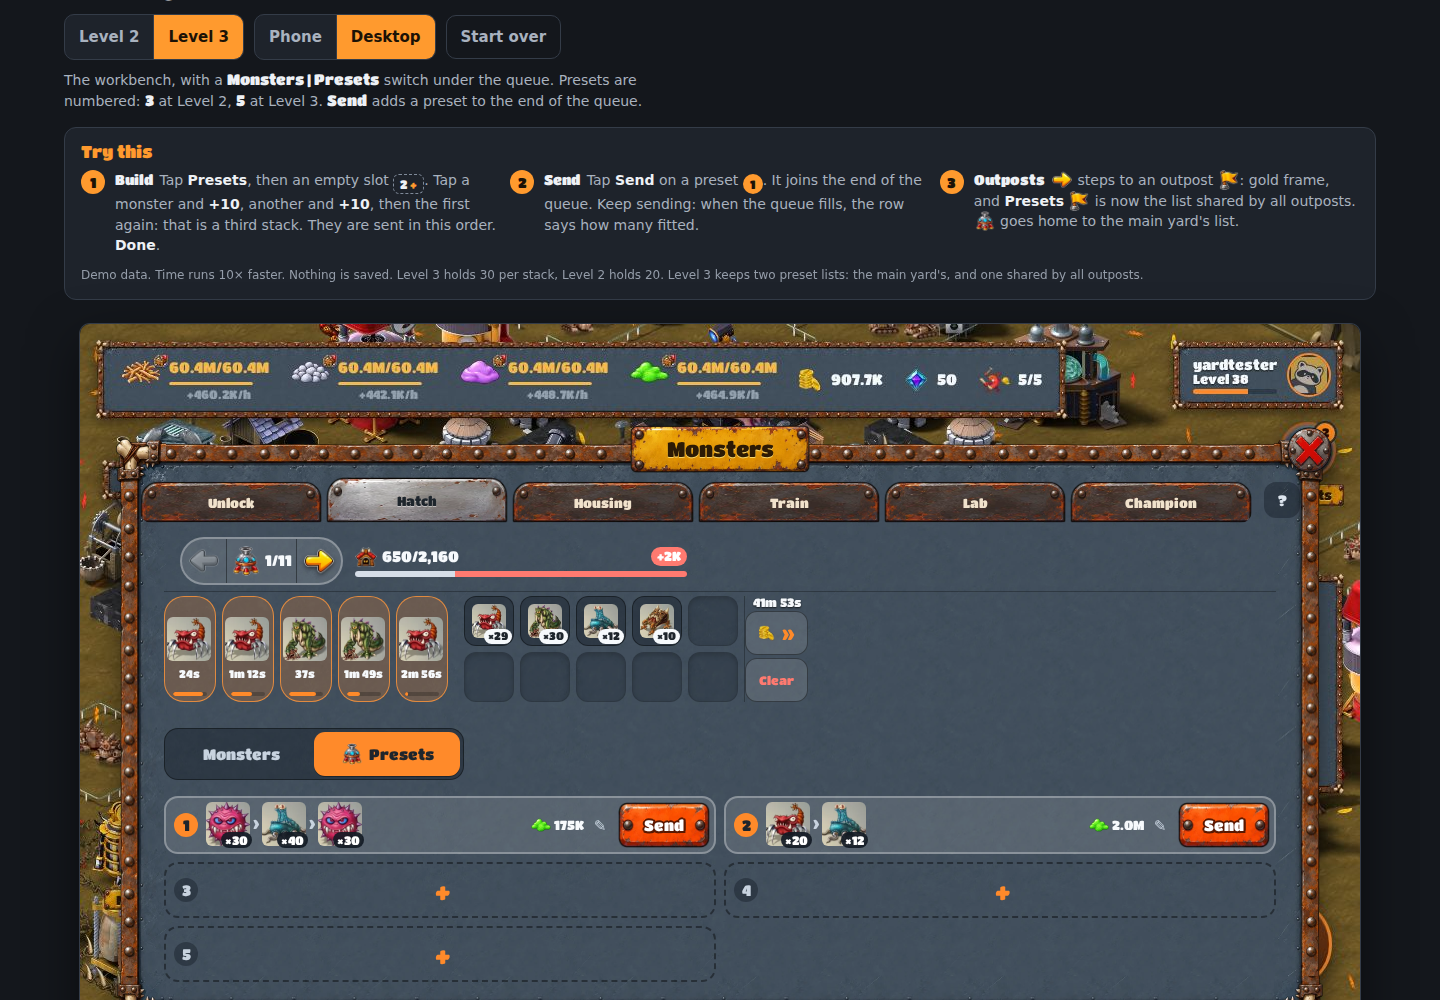 Level 2 Level 3 Phone Desktop Start over
The workbench, with a Monsters|Presets switch under the queue. Presets are
numbered: 3 at Level 2, 5 at Level 3. Send adds a preset to the end of the queue.
Try this
1 Build Tap Presets, then an empty slot 2 +. Tap a
monster and +10, another and +10, then the first
again: that is a third stack. They are sent in this order.
Done.
2 Send Tap Send on a preset 1. It joins the end of the
queue. Keep sending: when the queue fills, the row
says how many fitted.
3 Outposts steps to an outpost: gold frame,
and Presets is now the list shared by all outposts.
goes home to the main yard's list.
Demo data. Time runs 10× faster. Nothing is saved. Level 3 holds 30 per stack, Level 2 holds 20. Level 3 keeps two preset lists: the main yard's, and one shared by all outposts.
60.4M/60.4M 60.4M/60.4M 60.4M/60.4M 60.4M/60.4M 907.7K 50 5/5
+460.2K/h +442.1K/h +448.7K/h +464.9K/h
yardtester
Level 38
Monsters
Unlock Hatch Housing Train Lab Champion ?
1/11 650/2,160 +2K
41m 53s
×29 ×30 ×12 ×10
24s 1m 12s 37s 1m 49s 2m 56s
»
Clear
Monsters Presets
1 ×30 › ×40 › ×30 175K ✎ Send
2 ×20 › ×12 2.0M ✎ Send
3 +
4 +
5 +